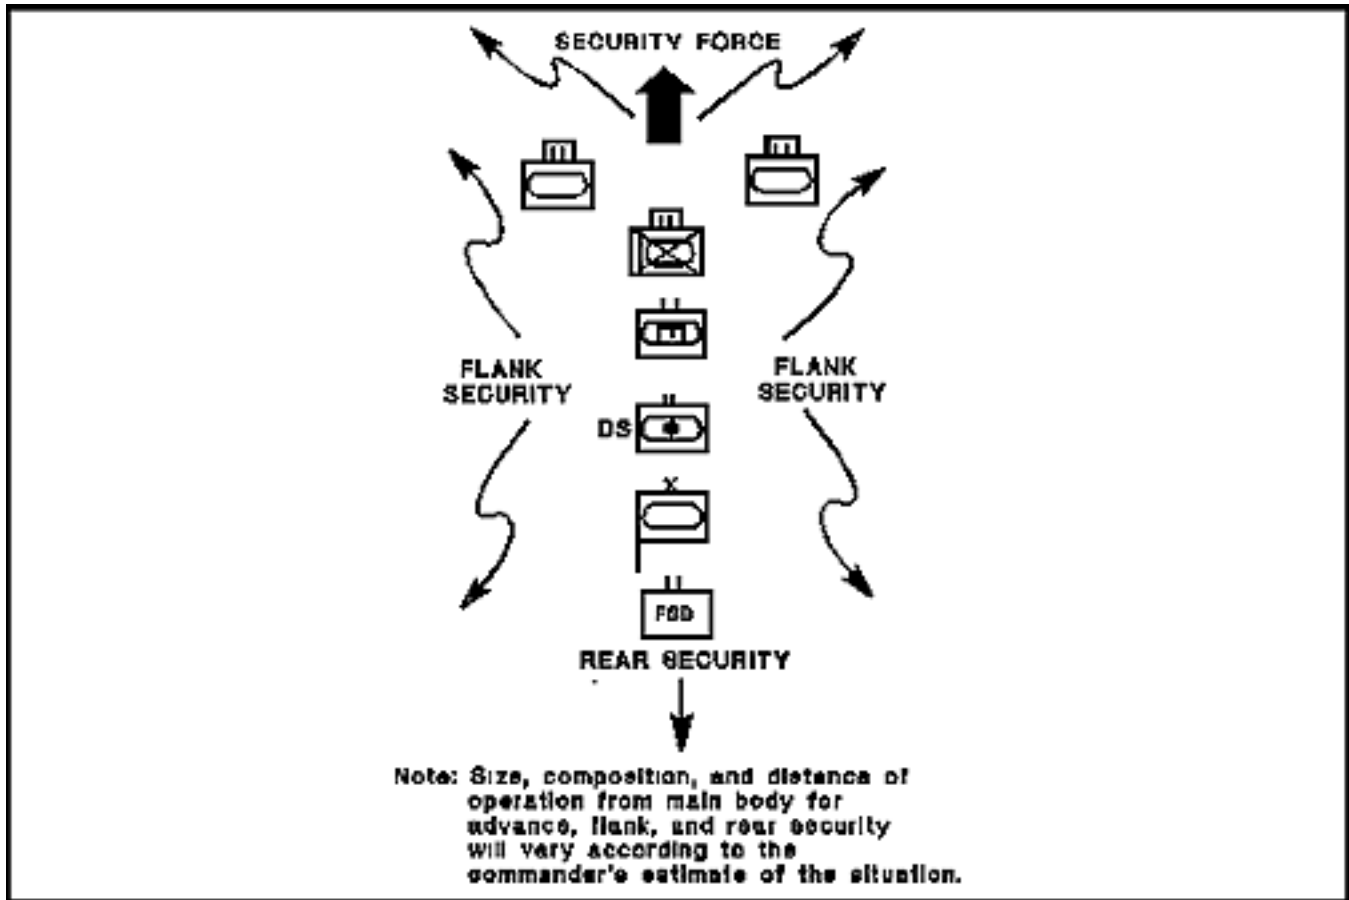 SECURITY FORCE
FLANK
SECURITY
FLANK
SECURITY
DS
X
FSB
REAR SECURITY
Note: Size, composition, and distance of
operation from main body for
advance, flank, and rear security
will vary according to the
commander's estimate of the situation.